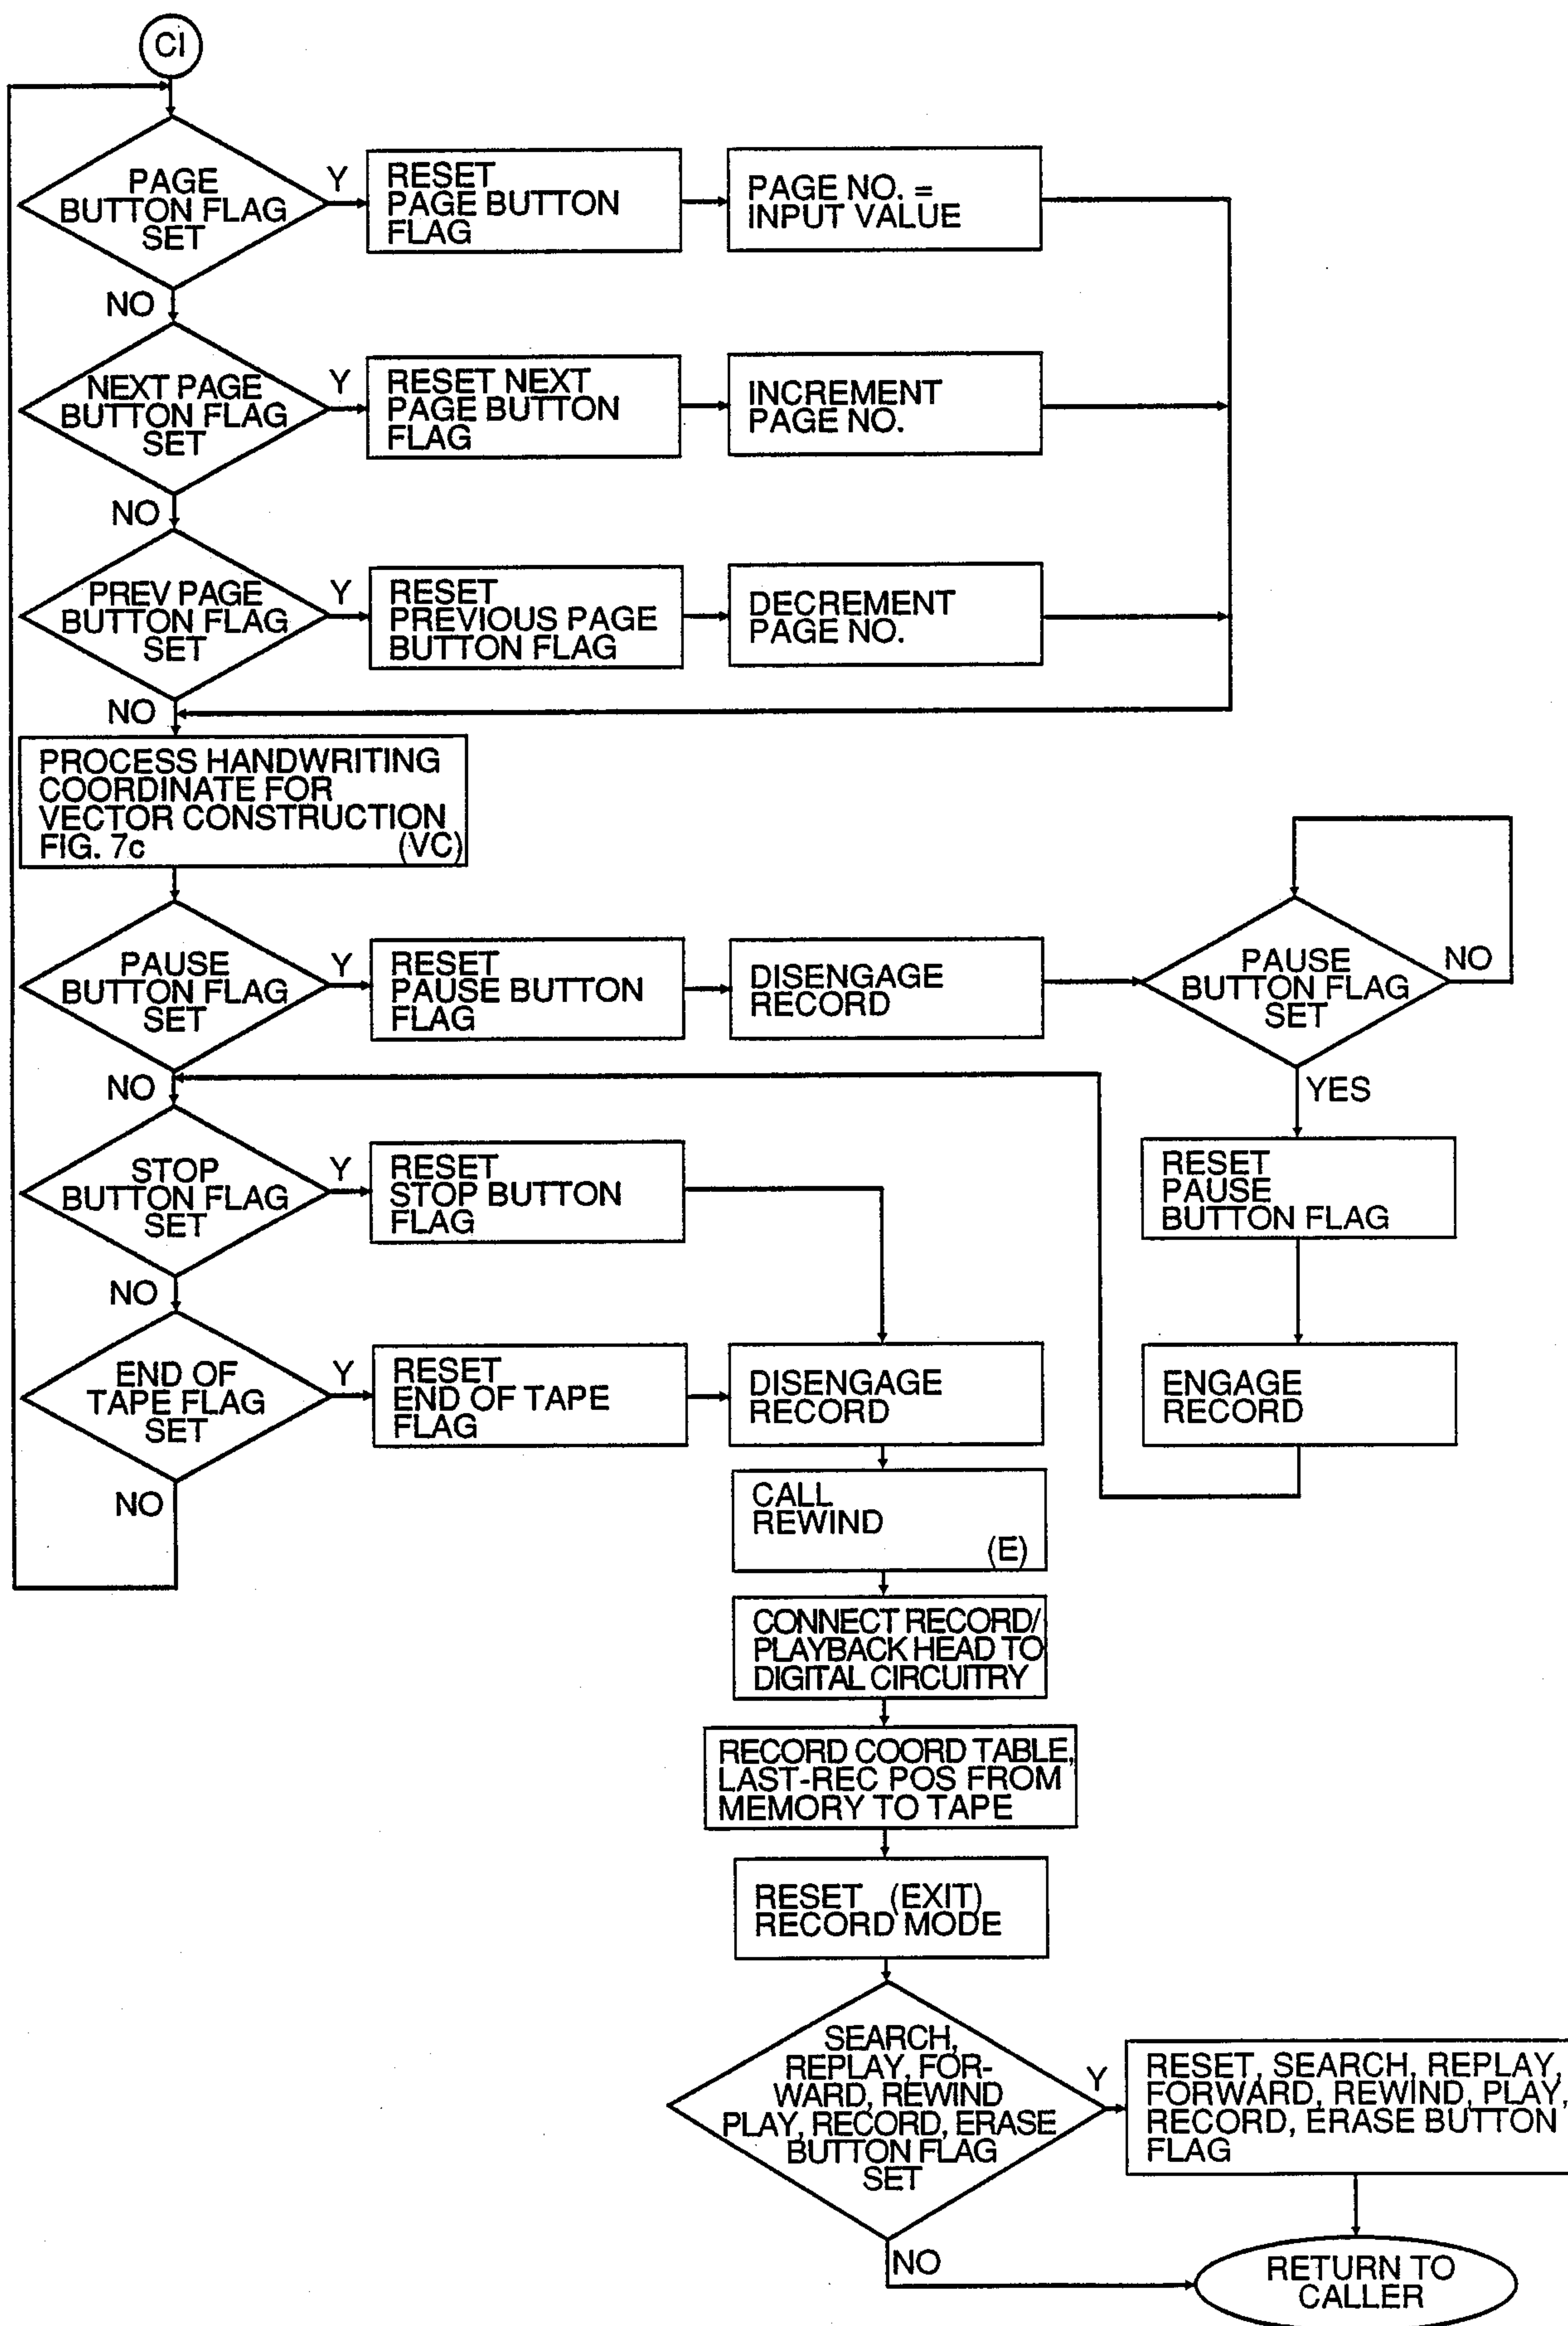 CI
PAGE
BUTTON FLAG
SET
Y
RESET
PAGE BUTTON
FLAG
PAGE NO. =
INPUT VALUE
NO
NEXT PAGE
BUTTON FLAG
SET
Y
RESET NEXT
PAGE BUTTON
FLAG
INCREMENT
PAGE NO.
NO
PREV PAGE
BUTTON FLAG
SET
Y
RESET
PREVIOUS PAGE
BUTTON FLAG
DECREMENT
PAGE NO.
NO
PROCESS HANDWRITING
COORDINATE FOR
VECTOR CONSTRUCTION
FIG. 7c (VC)
PAUSE
BUTTON FLAG
SET
Y
RESET
PAUSE BUTTON
FLAG
DISENGAGE
RECORD
PAUSE
BUTTON FLAG
SET
NO
YES
RESET
PAUSE
BUTTON FLAG
ENGAGE
RECORD
NO
STOP
BUTTON FLAG
SET
Y
RESET
STOP BUTTON
FLAG
NO
END OF
TAPE FLAG
SET
Y
RESET
END OF TAPE
FLAG
DISENGAGE
RECORD
NO
CALL
REWIND
(E)
CONNECT RECORD/
PLAYBACK HEAD TO
DIGITAL CIRCUITRY
RECORD COORD TABLE,
LAST-REC POS FROM
MEMORY TO TAPE
RESET (EXIT)
RECORD MODE
SEARCH,
REPLAY, FOR-
WARD, REWIND
PLAY, RECORD, ERASE
BUTTON FLAG
SET
Y
RESET, SEARCH, REPLAY,
FORWARD, REWIND, PLAY,
RECORD, ERASE BUTTON
FLAG
NO
RETURN TO
CALLER